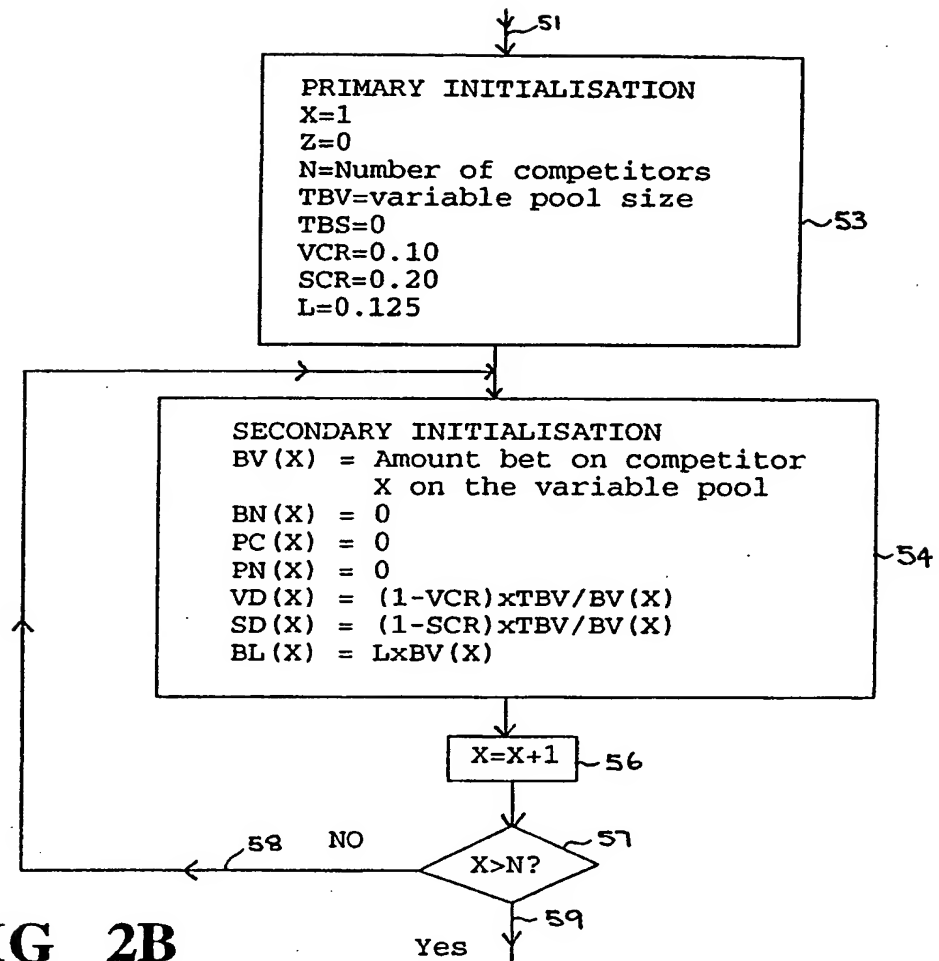 51
PRIMARY INITIALISATION
X=1
Z=0
N=Number of competitors
TBV=variable pool size
TBS=0
VCR=0.10
SCR=0.20
L=0.125
53
SECONDARY INITIALISATION
BV(X) = Amount bet on competitor
X on the variable pool
BN(X) = 0
PC(X) = 0
PN(X) = 0
VD(X) = (1-VCR)xTBV/BV(X)
SD(X) = (1-SCR)xTBV/BV(X)
BL(X) = LxBV(X)
54
X=X+1
56
58
NO
57
X>N?
59
IG 2B
Yes